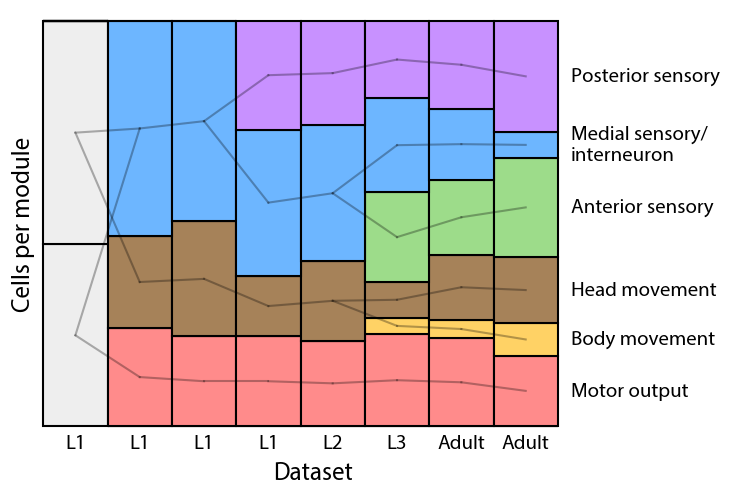 Cells per module
Posterior sensory
Medial sensory/
interneuron
Anterior sensory
Head movement
Body movement
Motor output
L1 L1 L1 L1 L2 L3 Adult Adult
Dataset